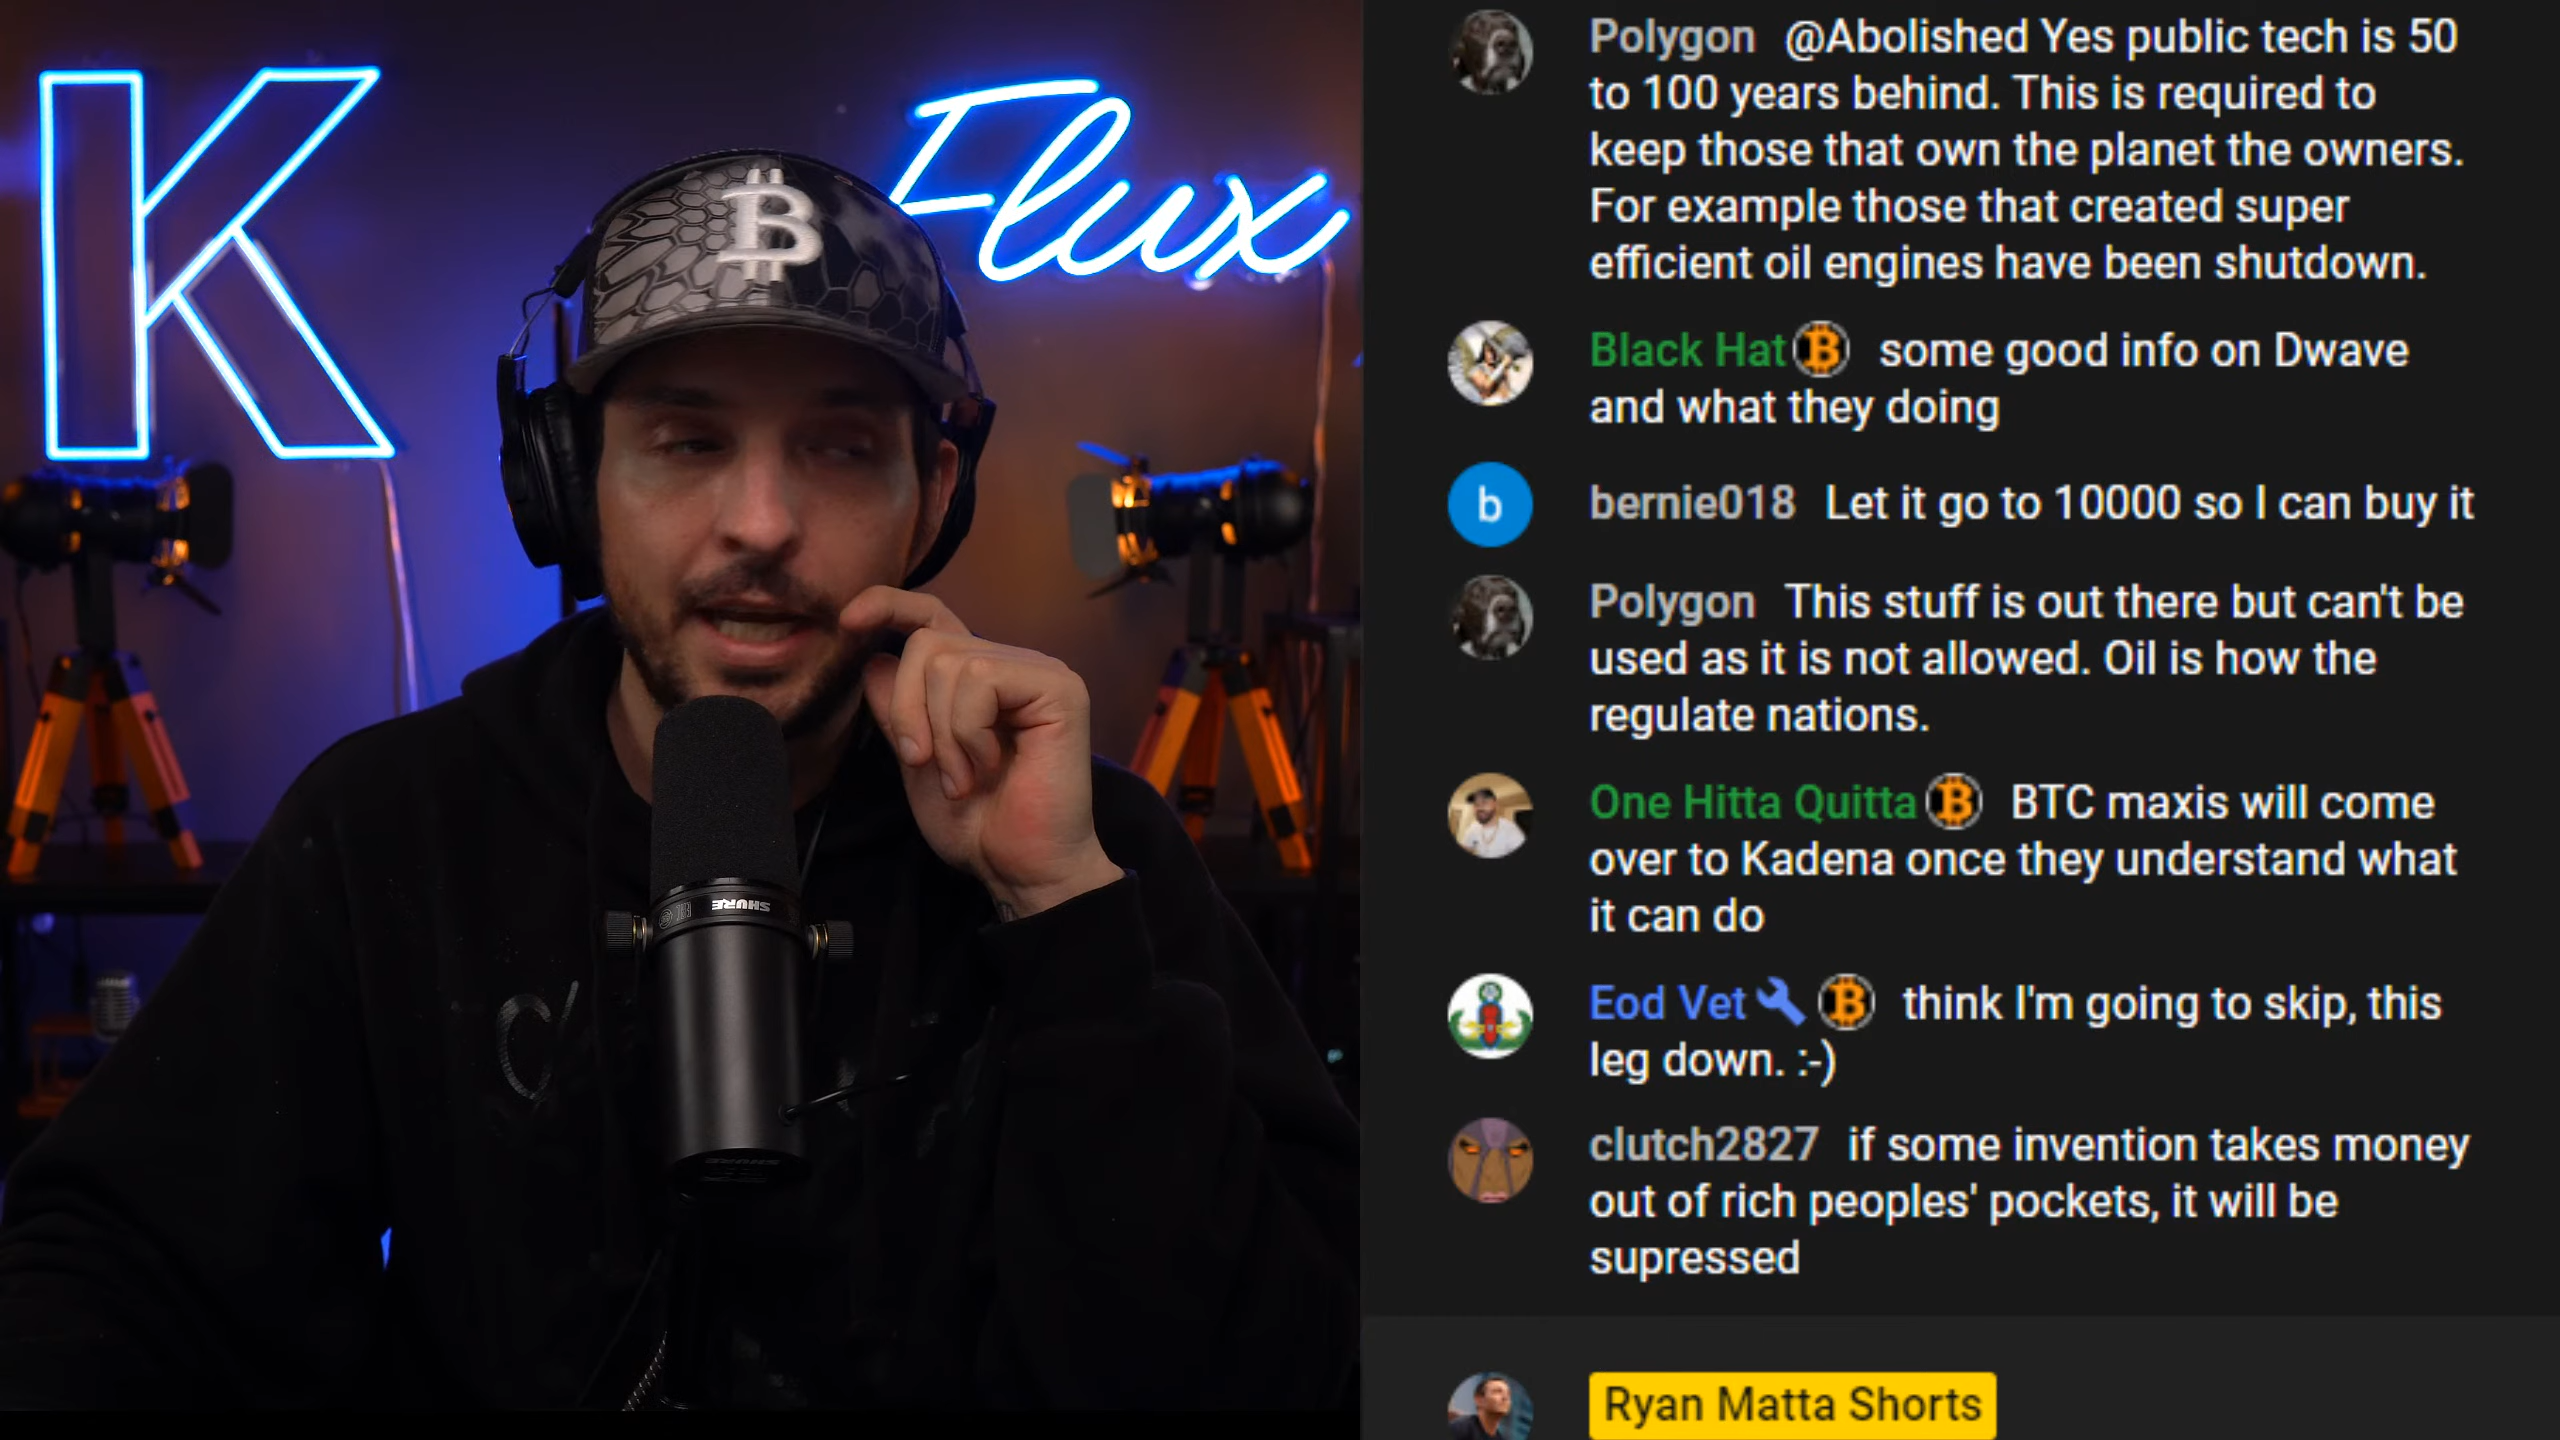 K
Flux
B
SHURE
Polygon @Abolished Yes public tech is 50
to 100 years behind. This is required to
keep those that own the planet the owners.
For example those that created super
efficient oil engines have been shutdown.
Black Hat some good info on Dwave
and what they doing
b
bernie018 Let it go to 10000 so I can buy it
Polygon This stuff is out there but can't be
used as it is not allowed. Oil is how the
regulate nations.
One Hitta Quitta BTC maxis will come
over to Kadena once they understand what
it can do
Eod Vet think I'm going to skip, this
leg down. :-)
clutch2827 if some invention takes money
out of rich peoples' pockets, it will be
supressed
Ryan Matta Shorts